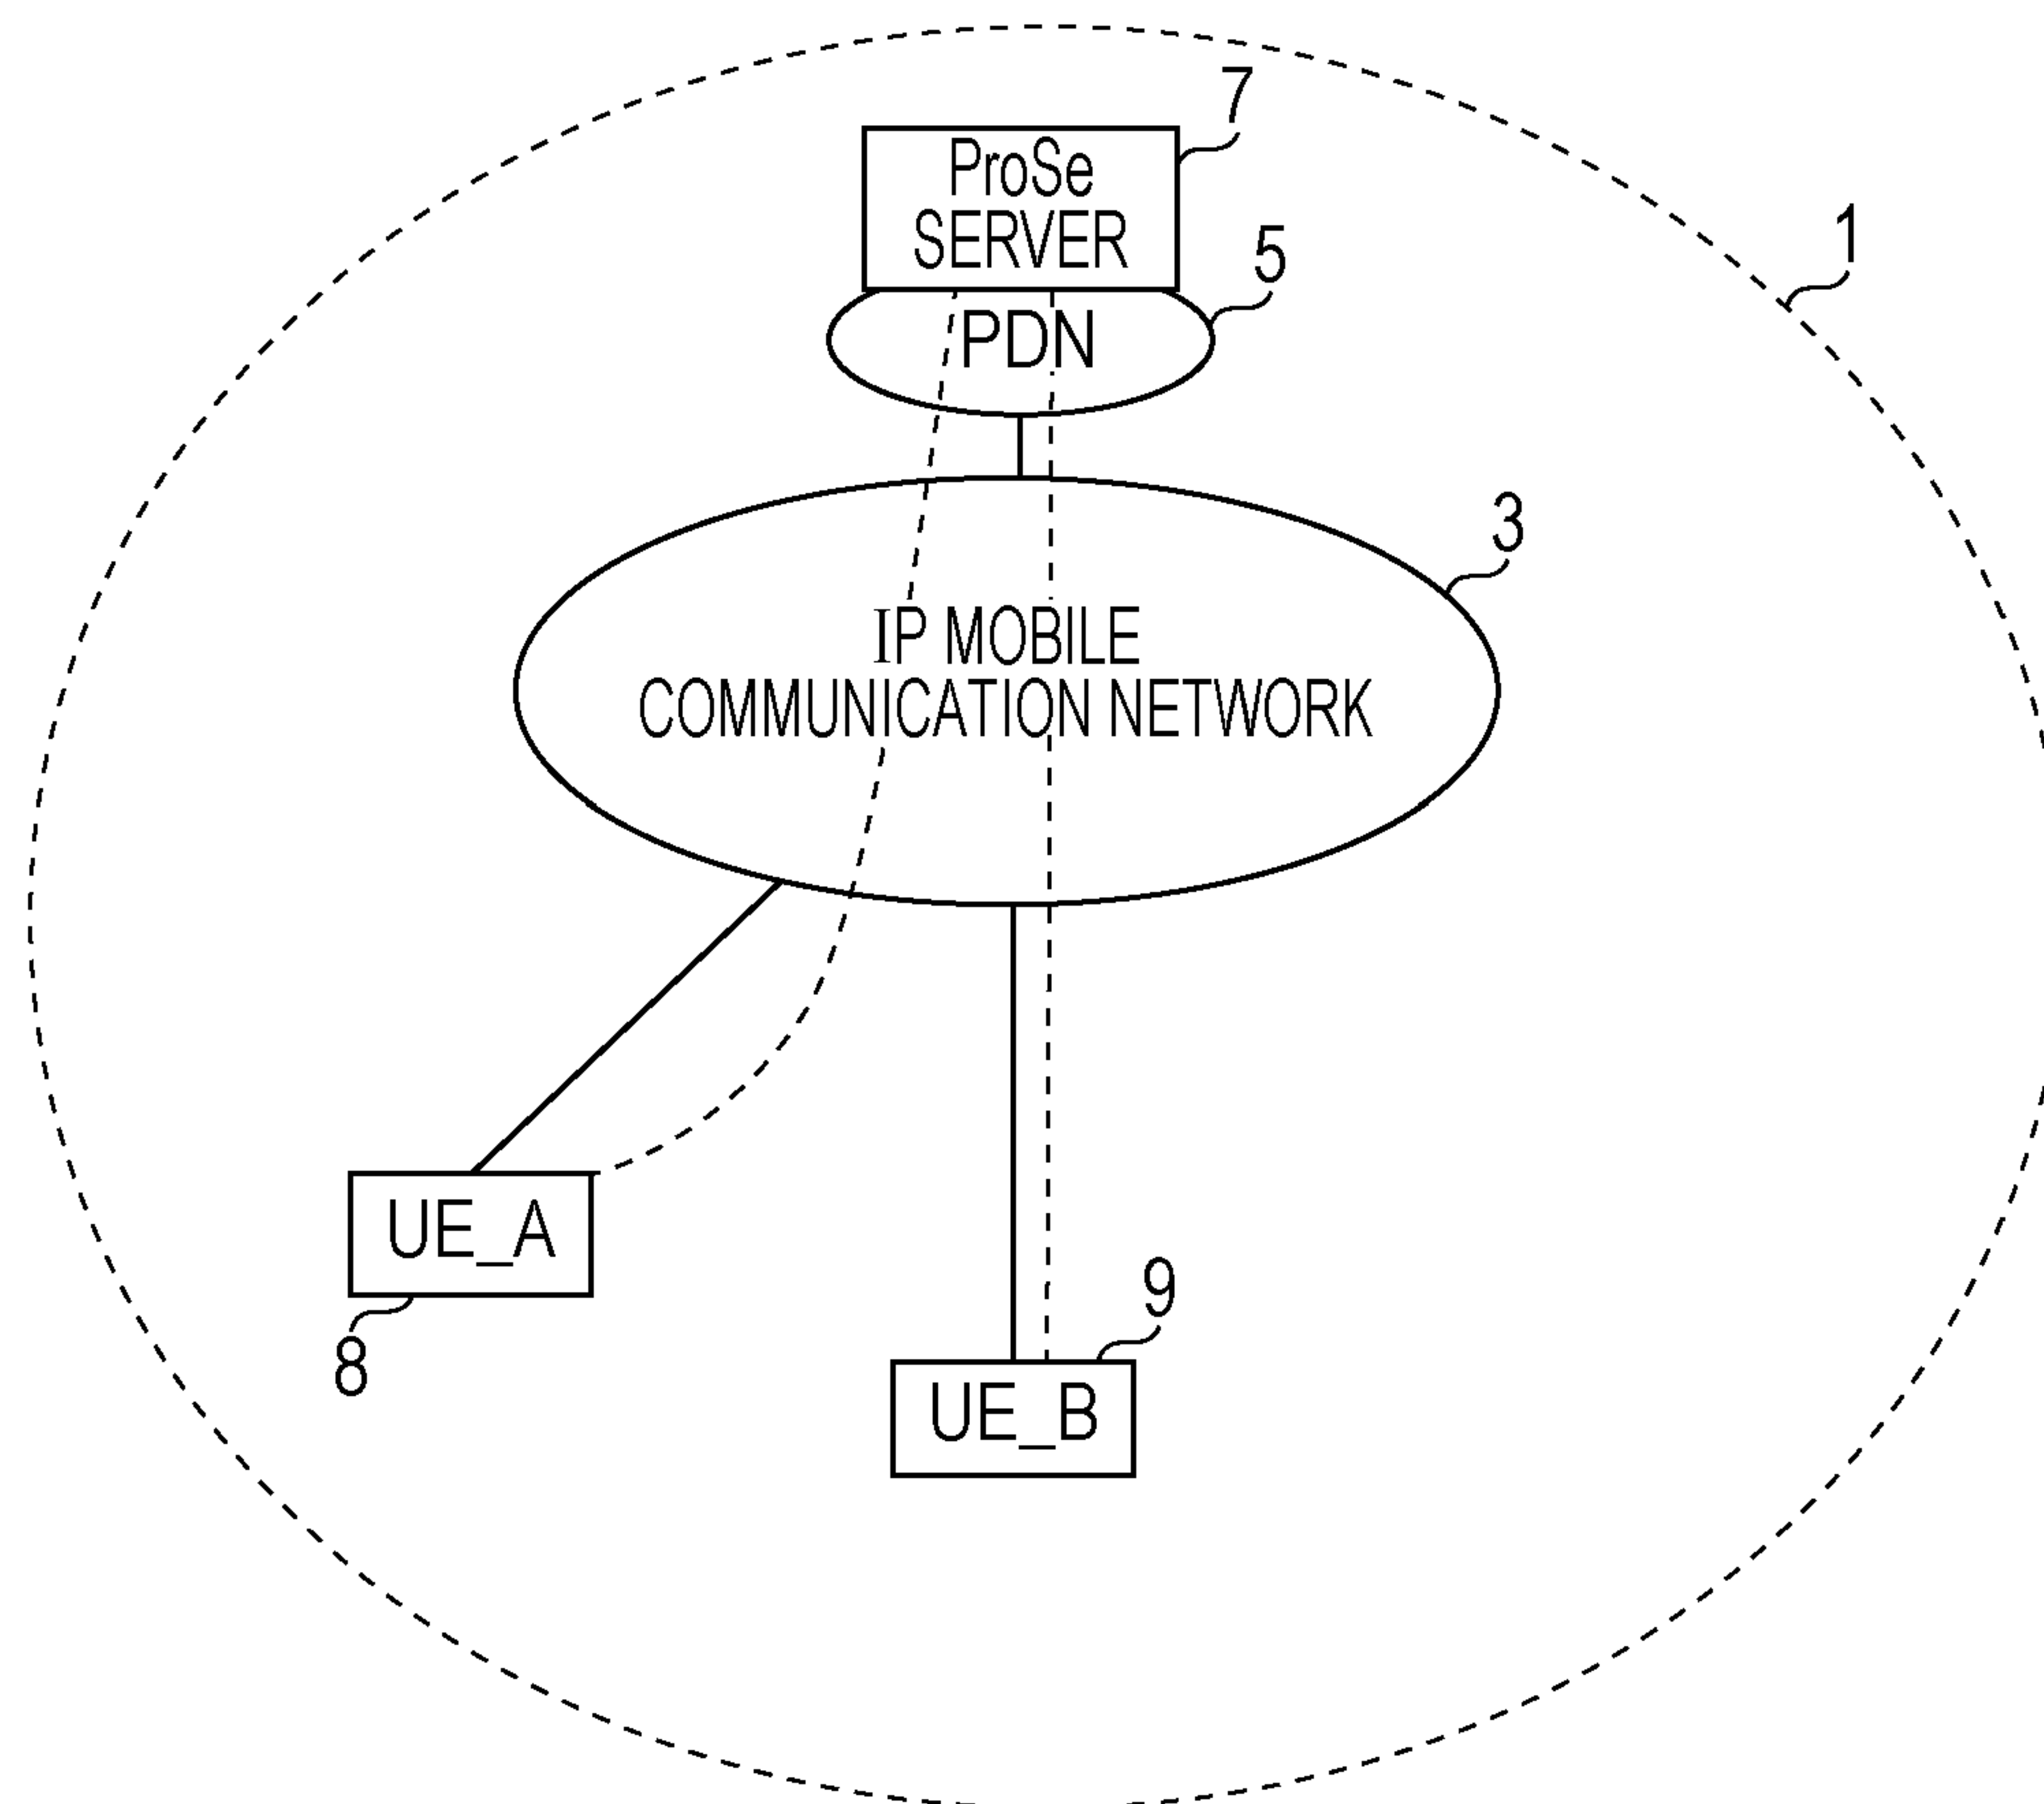 7
ProSe
SERVER
1
5
PDN
3
IP MOBILE
COMMUNICATION NETWORK
UE_A
9
8
UE_B